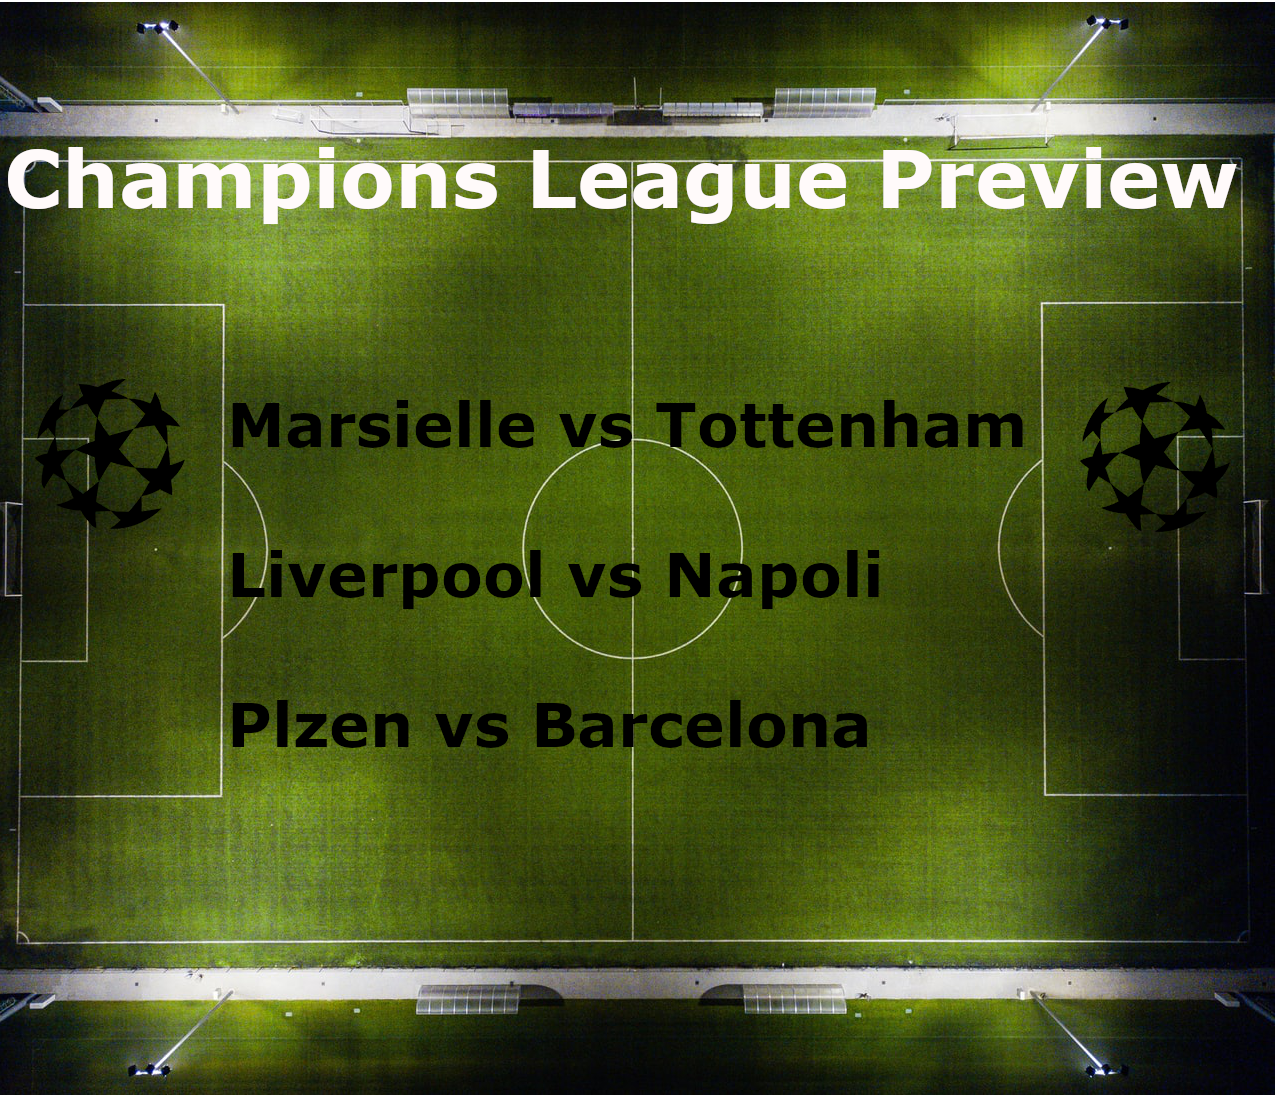 Champions League Preview
Marsielle vs Tottenham
Liverpool vs Napoli
Plzen vs Barcelona